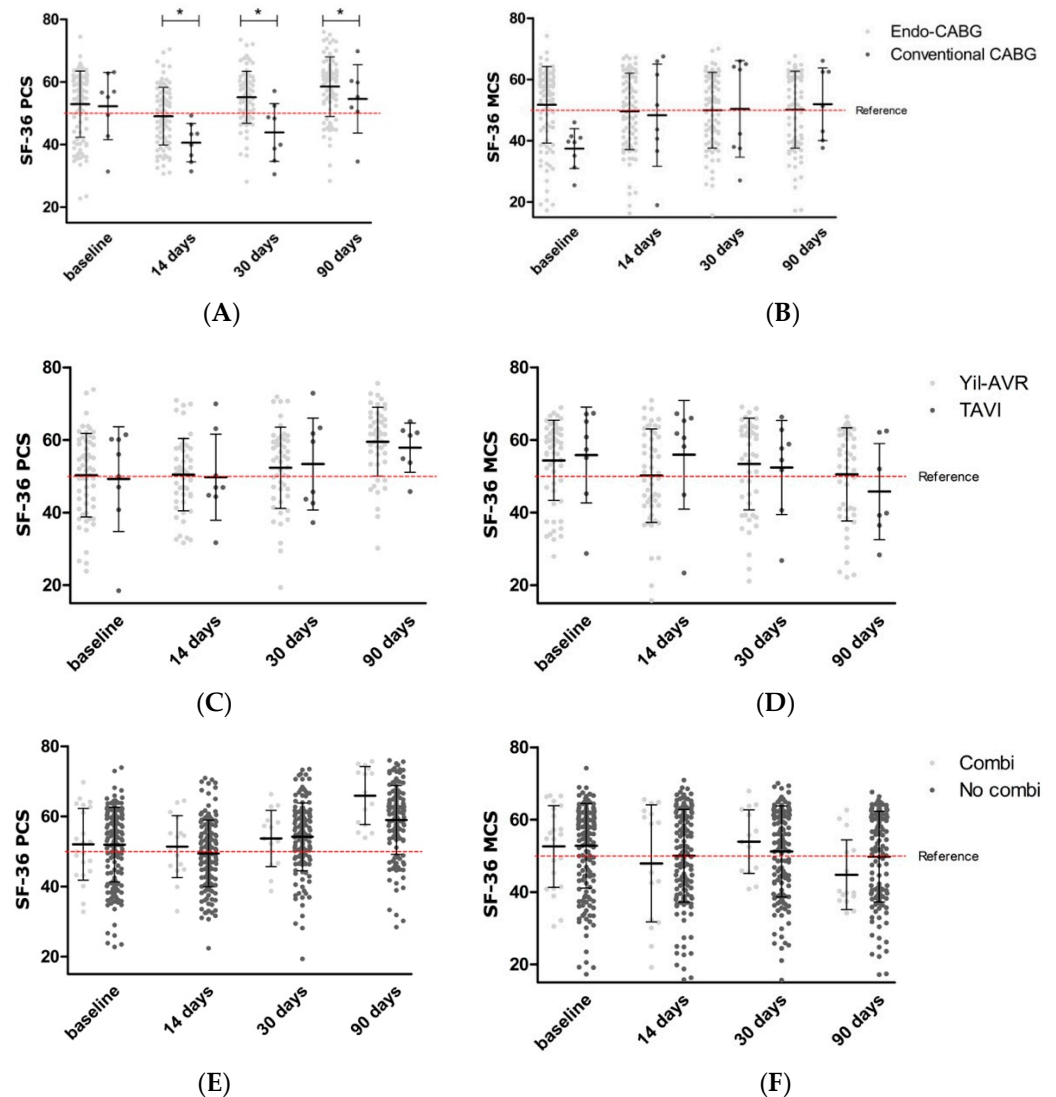 * * *
80
60
40
20
SF-36 PCS
baseline
14 days
30 days
90 days
(A)
80
60
40
20
SF-36 MCS
Endo-CABG
Conventional CABG
Reference
baseline
14 days
30 days
90 days
(B)
80
60
40
20
SF-36 PCS
baseline
14 days
30 days
90 days
(C)
80
60
40
20
SF-36 MCS
Yil-AVR
TAVI
Reference
baseline
14 days
30 days
90 days
(D)
80
60
40
20
SF-36 PCS
baseline
14 days
30 days
90 days
(E)
80
60
40
20
SF-36 MCS
Combi
No combi
Reference
baseline
14 days
30 days
90 days
(F)